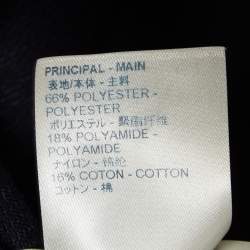 PRINCIPAL - MAIN
表地/本体 - 主料
66% POLYESTER -
POLYESTER
ポリエステル - 聚酯纤维
18% POLYAMIDE -
POLYAMIDE
ナイロン - 锦纶
16% COTON - COTTON
コットン - 棉